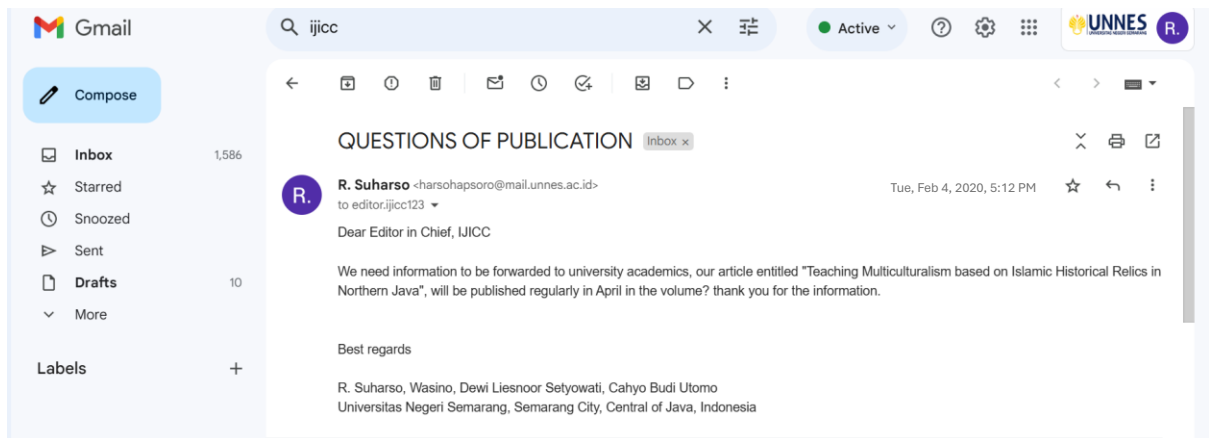 Gmail
ijicc
Active
UNNES
UNIVERSITAS NEGERI SEMARANG
R.
Compose
Inbox 1,586
Starred
Snoozed
Sent
Drafts 10
More
Labels
QUESTIONS OF PUBLICATION Inbox x
R.
R. Suharso <harsohapsoro@mail.unnes.ac.id> Tue, Feb 4, 2020, 5:12 PM
to editor.ijicc123
Dear Editor in Chief, IJICC
We need information to be forwarded to university academics, our article entitled "Teaching Multiculturalism based on Islamic Historical Relics in
Northern Java", will be published regularly in April in the volume? thank you for the information.
Best regards
R. Suharso, Wasino, Dewi Liesnoor Setyowati, Cahyo Budi Utomo
Universitas Negeri Semarang, Semarang City, Central of Java, Indonesia